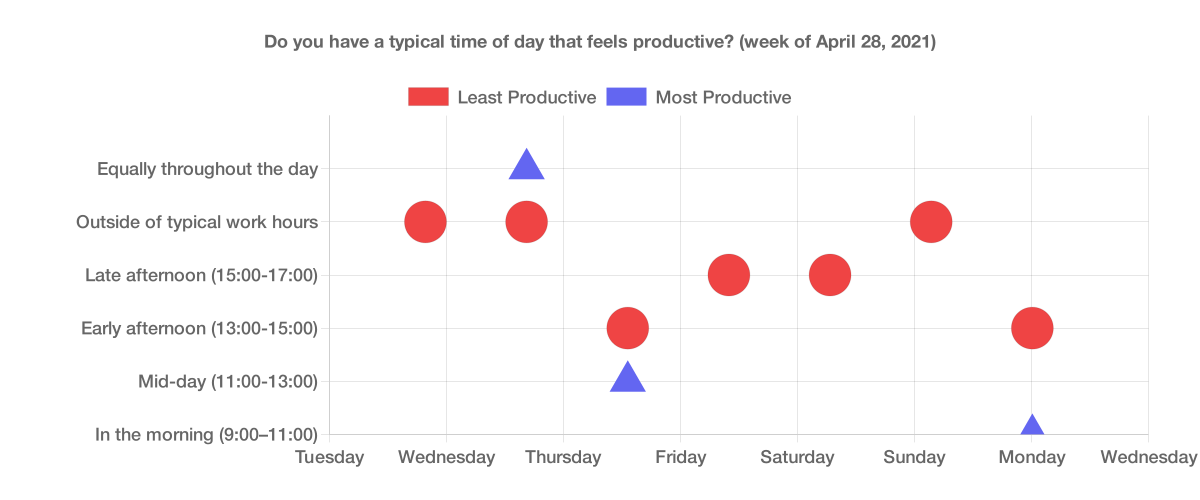 Do you have a typical time of day that feels productive? (week of April 28, 2021)
Least Productive Most Productive
Equally throughout the day
Outside of typical work hours
Late afternoon (15:00-17:00)
Early afternoon (13:00-15:00)
Mid-day (11:00-13:00)
In the morning (9:00–11:00)
Tuesday Wednesday Thursday Friday Saturday Sunday Monday Wednesday